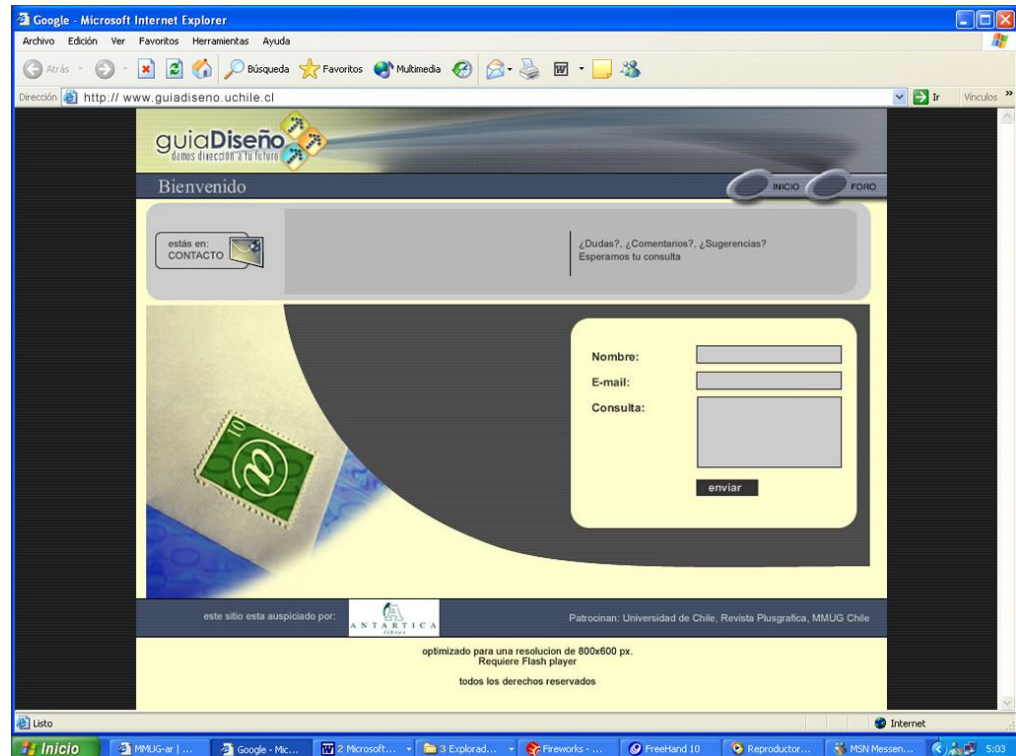 Google - Microsoft Internet Explorer
Archivo Edición Ver Favoritos Herramientas Ayuda
Atrás Búsqueda Favoritos Multimedia
Dirección http:// www.guiadiseno.uchile.cl Ir Vínculos »
guiaDiseño
damos dirección a tu futuro
Bienvenido INICIO FORO
estás en:
CONTACTO
¿Dudas?, ¿Comentarios?, ¿Sugerencias?
Esperamos tu consulta
Nombre:
E-mail:
Consulta:
enviar
10
@
este sitio esta auspiciado por: ANTARTICA
libros
Patrocinan: Universidad de Chile, Revista Plusgrafica, MMUG Chile
optimizado para una resolucion de 800x600 px.
Requiere Flash player
todos los derechos reservados
Listo Internet
Inicio MMUG-ar | ... Google - Mic... 2 Microsoft... 3 Explorad... Fireworks - ... FreeHand 10 Reproductor... MSN Messen... 5:03